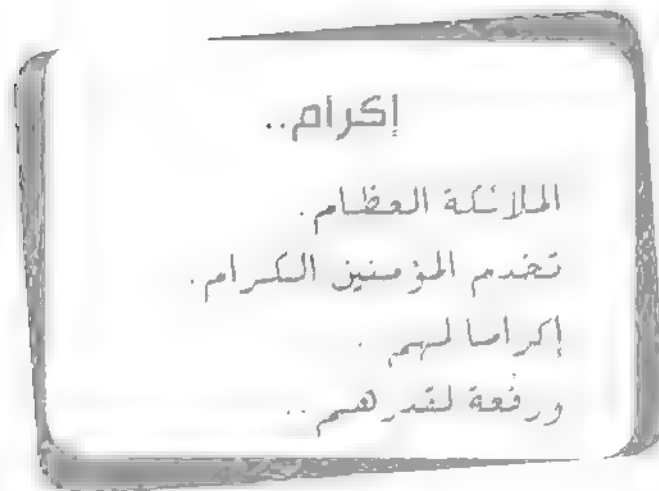 إكرام..
الملائكة العظام.
تخدم المؤمنين الكرام.
إكراما لهم .
ورفعة لقدرهم ..